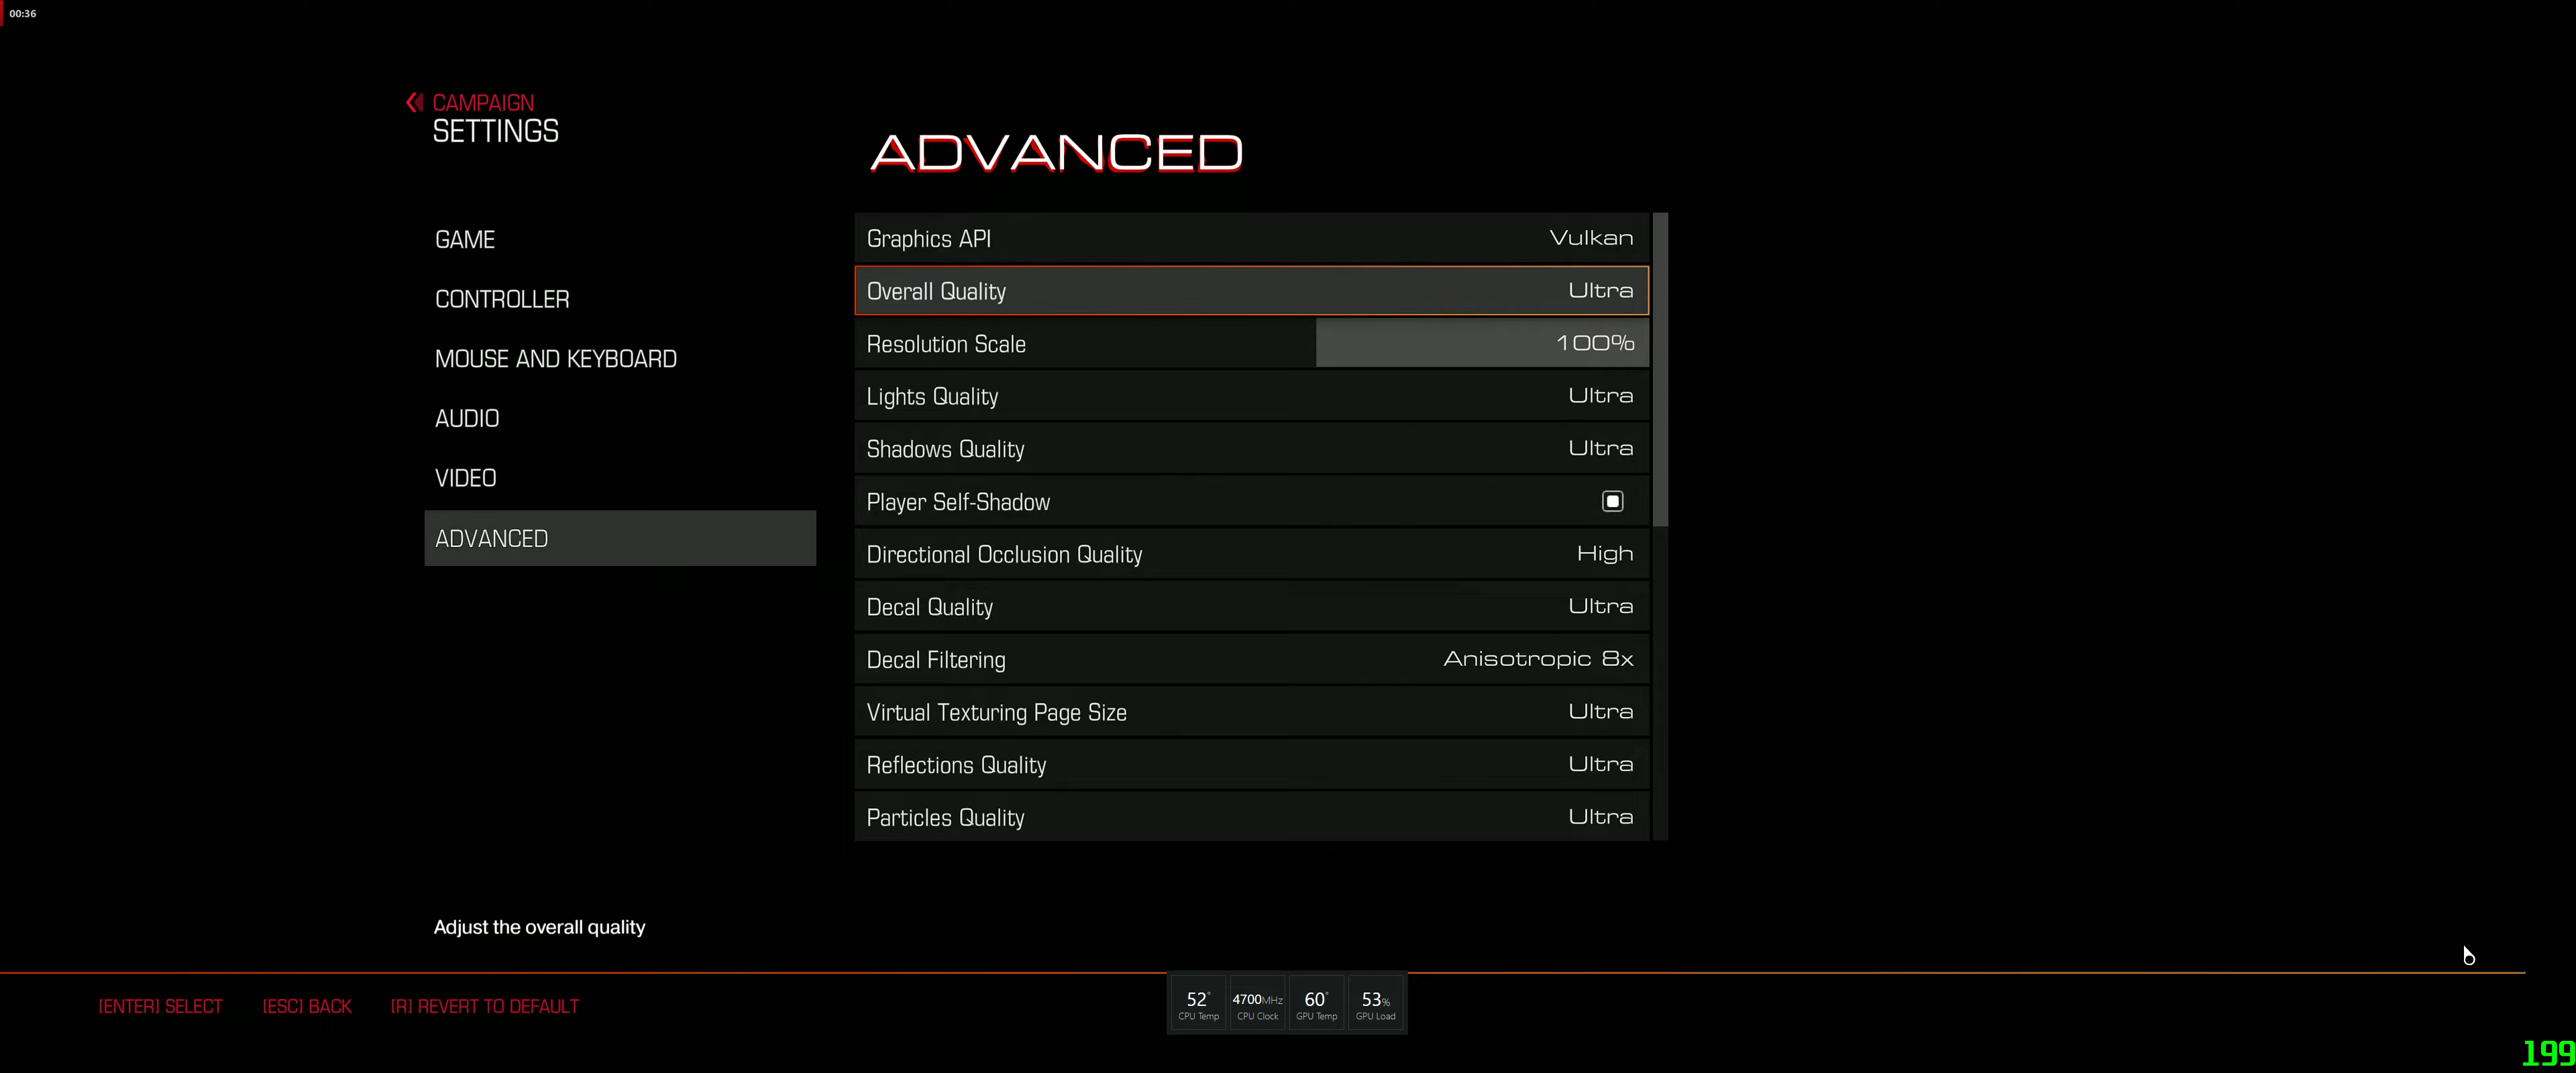 00:36
CAMPAIGN
SETTINGS
ADVANCED
GAME
CONTROLLER
MOUSE AND KEYBOARD
AUDIO
VIDEO
ADVANCED
Graphics API Vulkan
Overall Quality Ultra
Resolution Scale 100%
Lights Quality Ultra
Shadows Quality Ultra
Player Self-Shadow
Directional Occlusion Quality High
Decal Quality Ultra
Decal Filtering Anisotropic 8x
Virtual Texturing Page Size Ultra
Reflections Quality Ultra
Particles Quality Ultra
Adjust the overall quality
[ENTER] SELECT [ESC] BACK [R] REVERT TO DEFAULT
52° 4700MHz 60° 53%
CPU Temp CPU Clock GPU Temp GPU Load
199